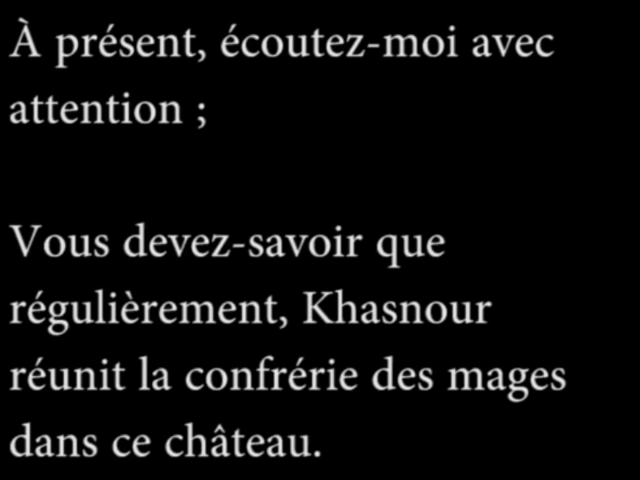 À présent, écoutez-moi avec
attention ;
Vous devez-savoir que
régulièrement, Khasnour
réunit la confrérie des mages
dans ce château.